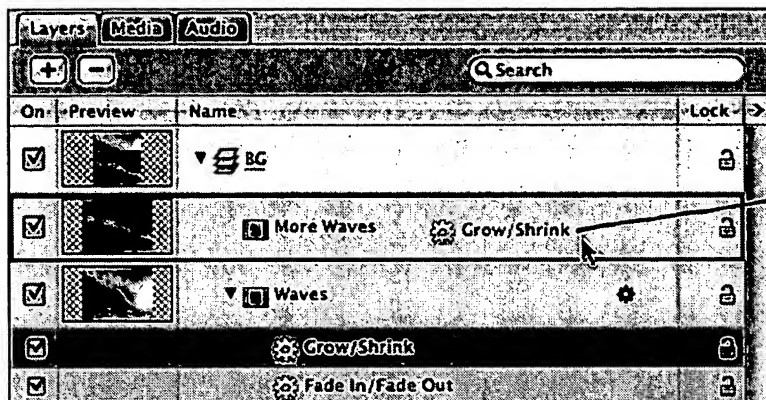 Layers Media Audio
Search
On Preview Name Lock
BG
More Waves Grow/Shrink
Waves
Grow/Shrink
Fade In/Fade Out